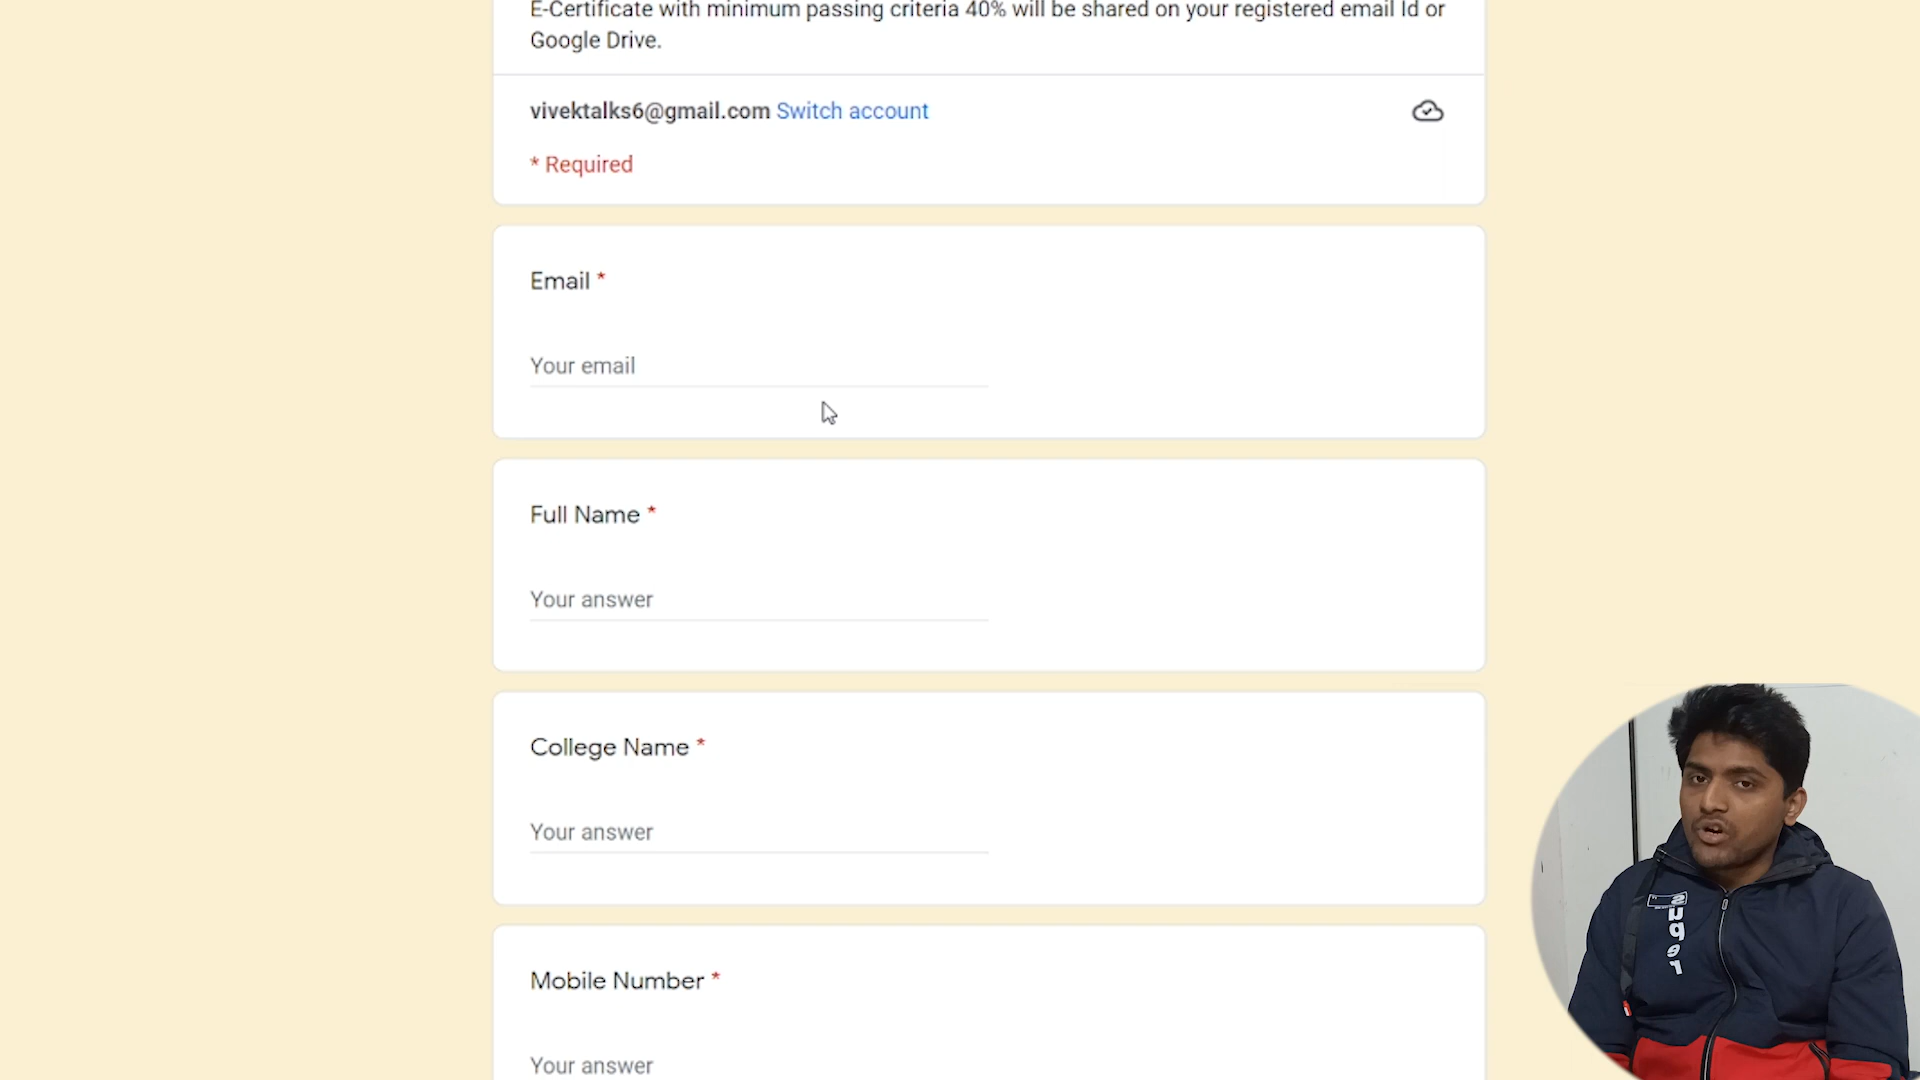 E-Certificate with minimum passing criteria 40% will be shared on your registered email Id or
Google Drive.
vivektalks6@gmail.com Switch account
* Required
Email *
Your email
Full Name *
Your answer
College Name *
Your answer
Mobile Number *
Your answer
super